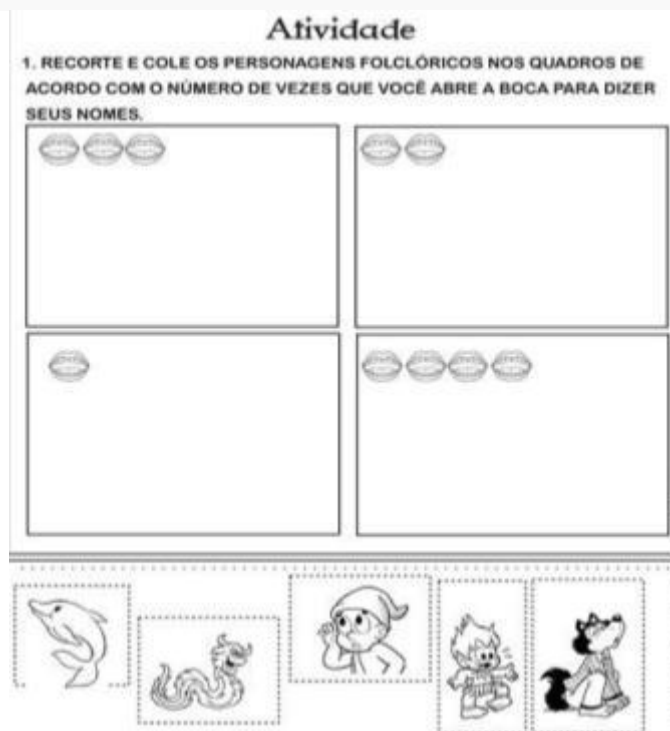 Atividade
1. RECORTE E COLE OS PERSONAGENS FOLCLÓRICOS NOS QUADROS DE
ACORDO COM O NÚMERO DE VEZES QUE VOCÊ ABRE A BOCA PARA DIZER
SEUS NOMES.